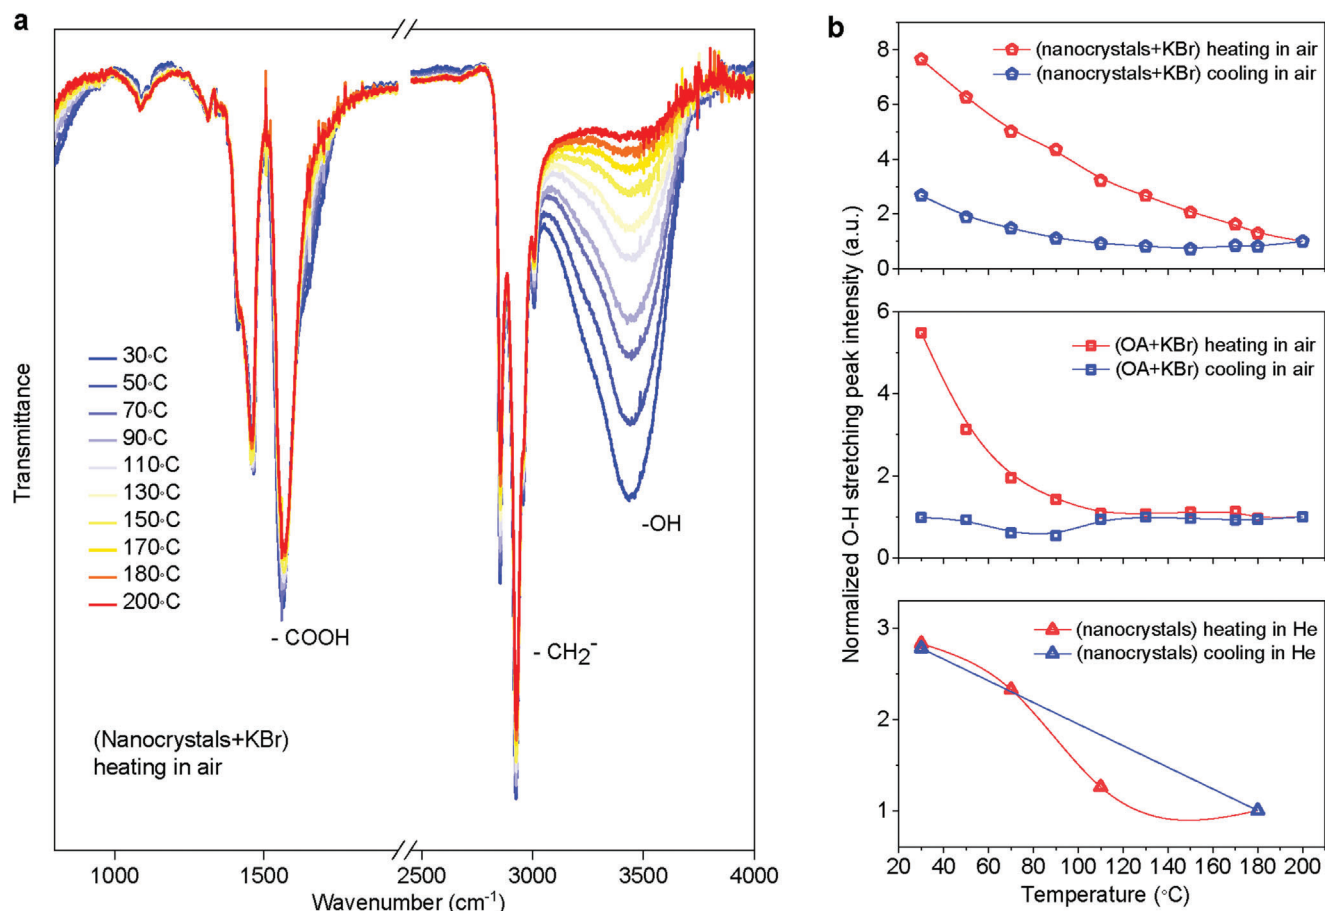 a
Transmittance
30◦C
50◦C
70◦C
90◦C
110◦C
130◦C
150◦C
170◦C
180◦C
200◦C
- COOH
- CH2-
-OH
(Nanocrystals+KBr)
heating in air
1000 1500 2500 3000 3500 4000
Wavenumber (cm-1)
b
Normalized O-H stretching peak intensity (a.u.)
8
6
4
2
0
(nanocrystals+KBr) heating in air
(nanocrystals+KBr) cooling in air
6
4
2
0
(OA+KBr) heating in air
(OA+KBr) cooling in air
3
2
1
(nanocrystals) heating in He
(nanocrystals) cooling in He
20 40 60 80 100 120 140 160 180 200
Temperature (◦C)